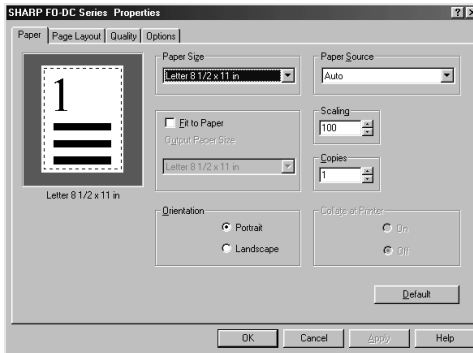 SHARP FO-DC Series Properties
? ×
Paper Page Layout Quality Options
1
Letter 8 1/2 x 11 in
Paper Size
Letter 8 1/2 x 11 in
Paper Source
Auto
Fit to Paper
Output Paper Size
Letter 8 1/2 x 11 in
Scaling
100
Copies
1
Orientation
Portrait
Landscape
Collate at Printer
On
Off
Default
OK Cancel Apply Help